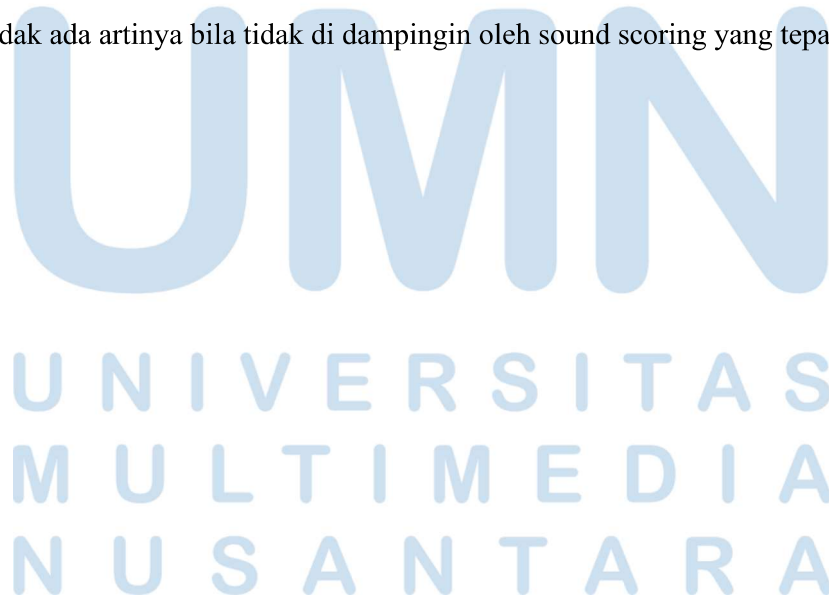 dak ada artinya bila tidak di dampingin oleh sound scoring yang tepa
UMN
UNIVERSITAS
MULTIMEDIA
NUSANTARA